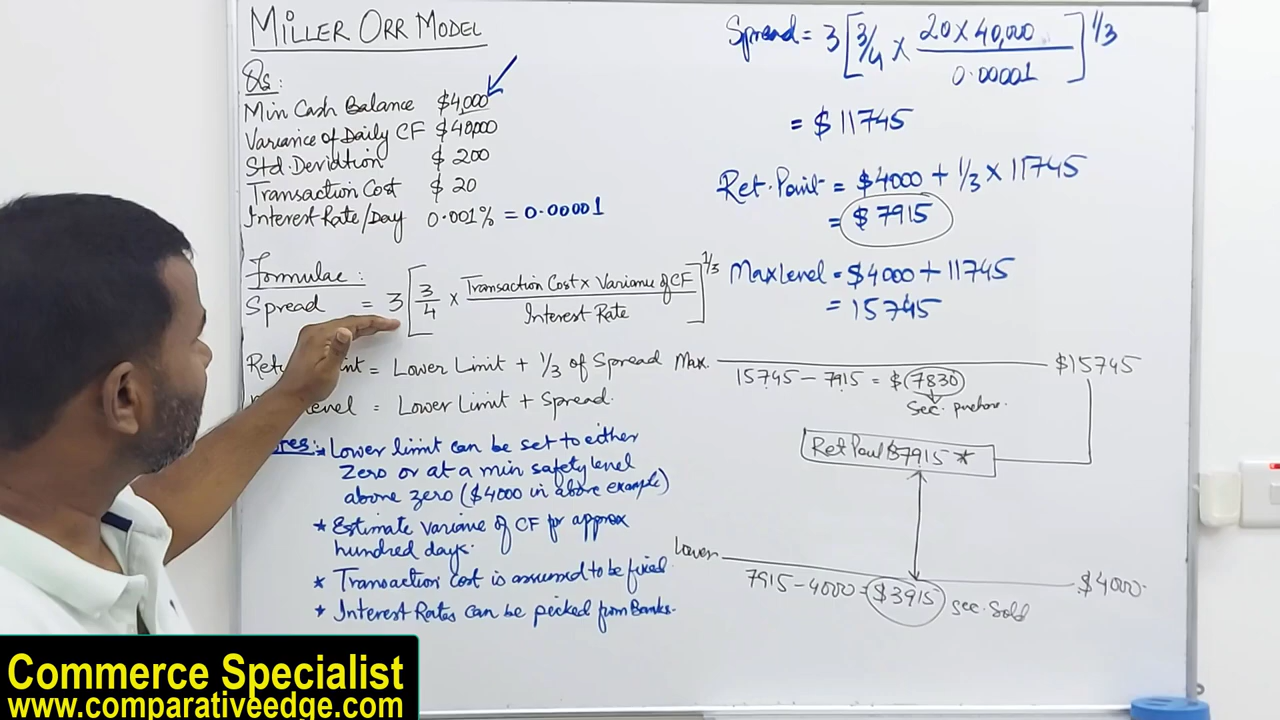 MILLER ORR MODEL
Qs:
Min Cash Balance $4,000
Variance of Daily CF $40,000
Std. Deviation $200
Transaction Cost $20
Interest Rate/Day 0.001% = 0.00001
Formulae:
Spread = 3 [3/4 × Transaction Cost × Variance of CF / Interest Rate]^1/3
= Lower Limit + 1/3 of Spread
= Lower Limit + Spread.
Lower limit can be set to either
Zero or at a min safety level
above zero ($4000 in above example)
* Estimate variance of CF for approx
hundred days.
* Transaction cost is assumed to be fixed.
* Interest Rates can be picked from Banks.
Spread = 3 [3/4 × 20 × 40,000 / 0.00001]^1/3
= $11745
Ret. Point = $4000 + 1/3 × 11745
= $7915
Max Level = $4000 + 11745
= 15745
Max. $15745
15745 - 7915 = $7830
Sec. purchas.
Ret Point $7915 *
Lower $4000.
7915 - 4000 = $3915 Sec. Sold
Commerce Specialist
www.comparativeedge.com